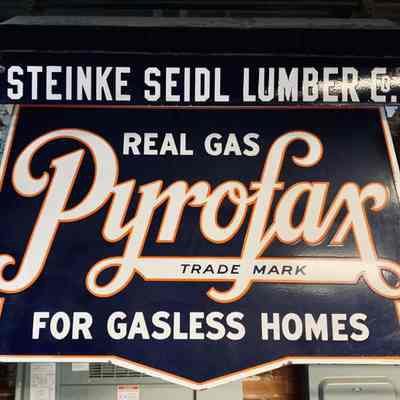 STEINKE SEIDL LUMBER Co.
REAL GAS
Pyrofax
TRADE MARK
FOR GASLESS HOMES